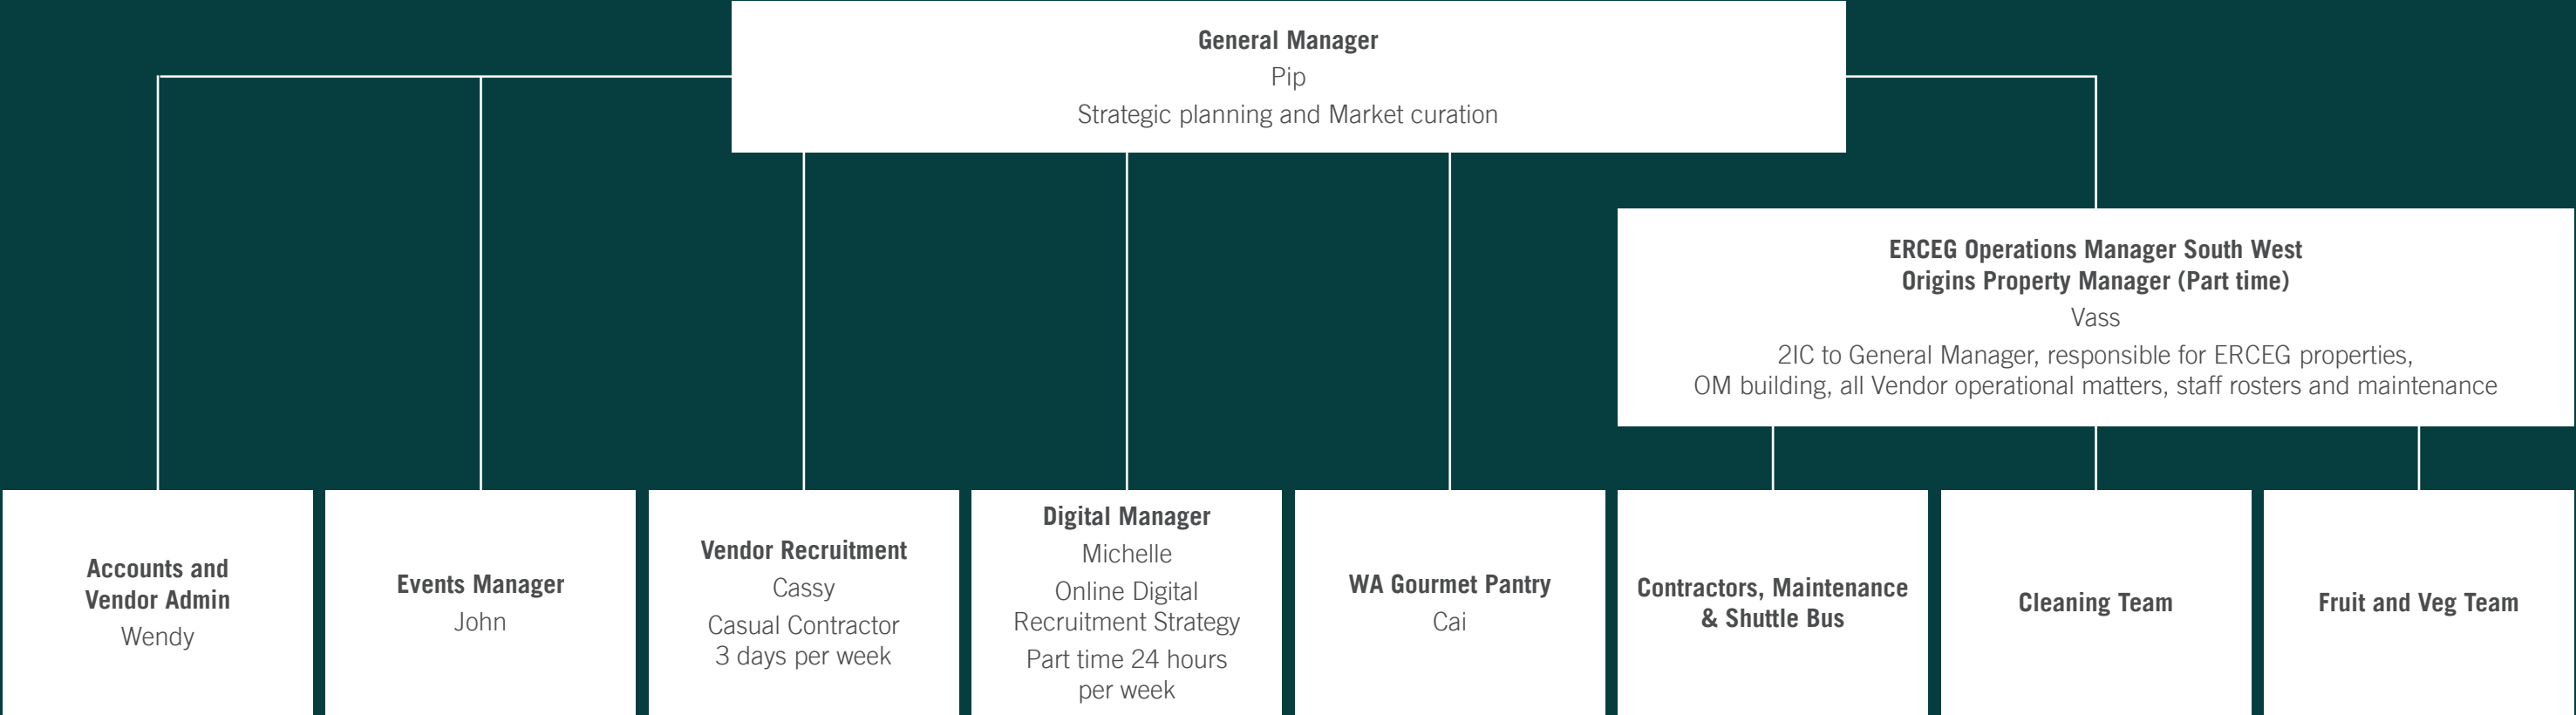 General Manager
Pip
Strategic planning and Market curation
ERCEG Operations Manager South West
Origins Property Manager (Part time)
Vass
2IC to General Manager, responsible for ERCEG properties,
OM building, all Vendor operational matters, staff rosters and maintenance
Accounts and
Vendor Admin
Wendy
Events Manager
John
Vendor Recruitment
Cassy
Casual Contractor
3 days per week
Digital Manager
Michelle
Online Digital
Recruitment Strategy
Part time 24 hours
per week
WA Gourmet Pantry
Cai
Contractors, Maintenance
& Shuttle Bus
Cleaning Team
Fruit and Veg Team